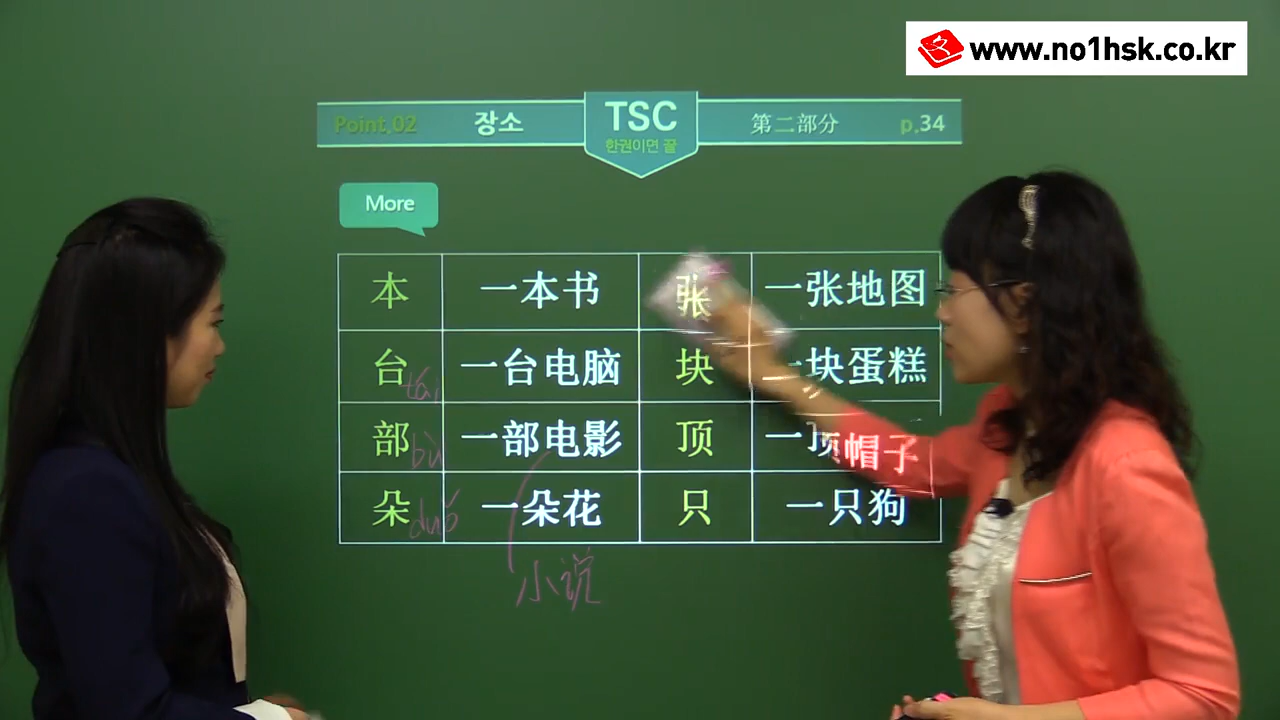 www.no1hsk.co.kr
Point.02 장소 TSC 第二部分 p.34
한권이면 끝
More
本 一本书 张 一张地图
台 tái 一台电脑 块 一块蛋糕
部 bù 一部电影 顶 一顶帽子
朵 duǒ 一朵花 只 一只狗
小说